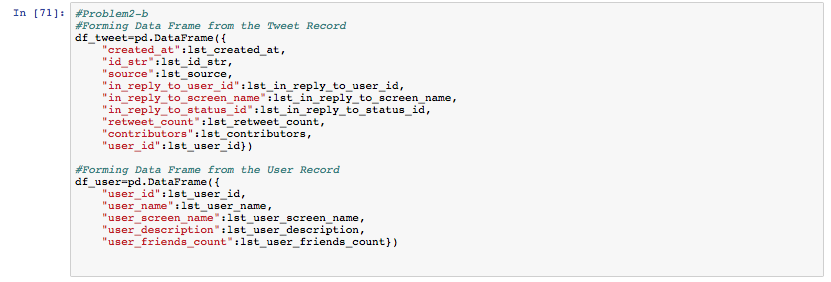 In [71]: #Problem2-b
#Forming Data Frame from the Tweet Record
df_tweet=pd.DataFrame({
"created_at":lst_created_at,
"id_str":lst_id_str,
"source":lst_source,
"in_reply_to_user_id":lst_in_reply_to_user_id,
"in_reply_to_screen_name":lst_in_reply_to_screen_name,
"in_reply_to_status_id":lst_in_reply_to_status_id,
"retweet_count":lst_retweet_count,
"contributors":lst_contributors,
"user_id":lst_user_id})
#Forming Data Frame from the User Record
df_user=pd.DataFrame({
"user_id":lst_user_id,
"user_name":lst_user_name,
"user_screen_name":lst_user_screen_name,
"user_description":lst_user_description,
"user_friends_count":lst_user_friends_count})